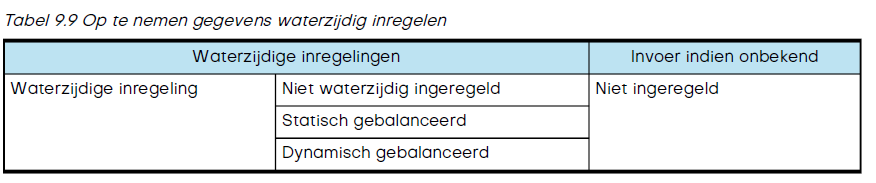 Tabel 9.9 Op te nemen gegevens waterzijdig inregelen
Waterzijdige inregelingen Invoer indien onbekend
Waterzijdige inregeling Niet waterzijdig ingeregeld Niet ingeregeld
Statisch gebalanceerd
Dynamisch gebalanceerd